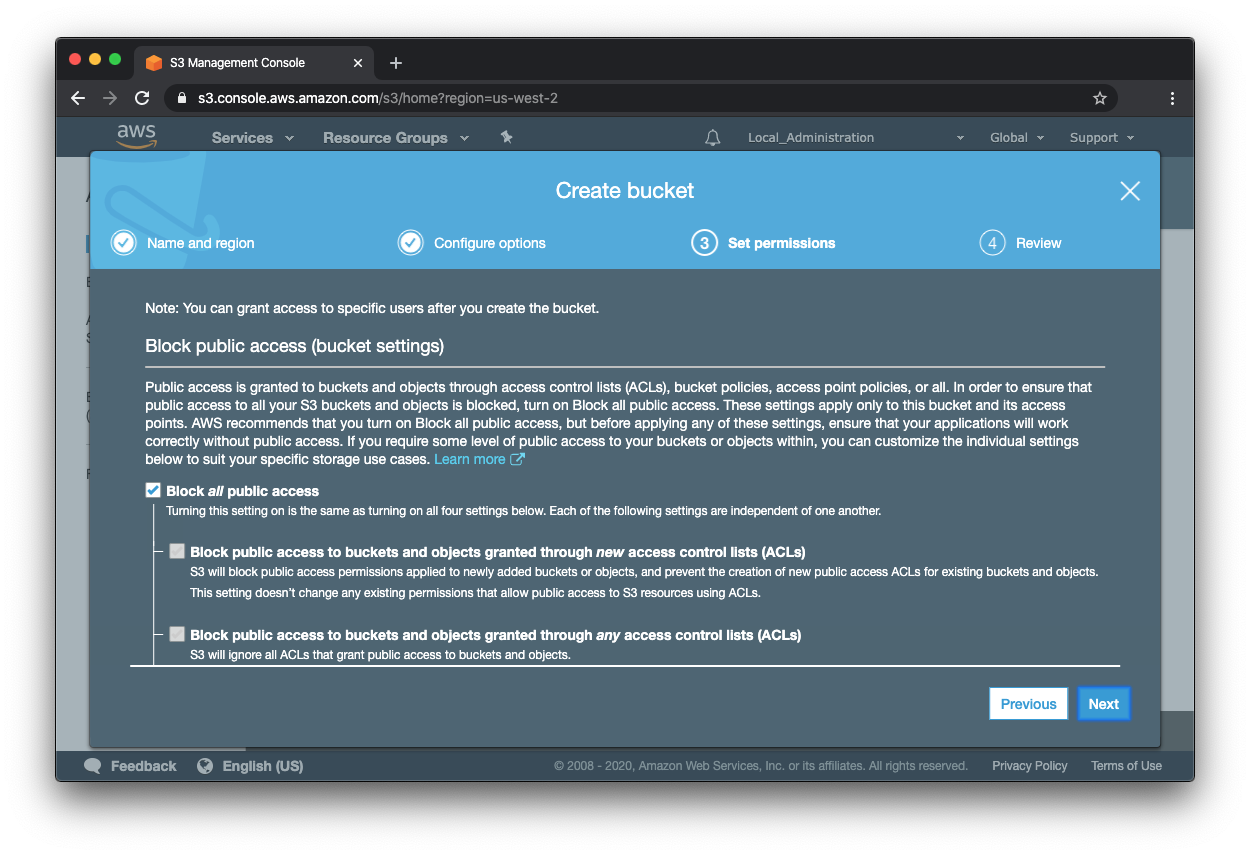 S3 Management Console
s3.console.aws.amazon.com/s3/home?region=us-west-2
aws Services Resource Groups Local_Administration Global Support
Create bucket
Name and region Configure options 3 Set permissions 4 Review
Note: You can grant access to specific users after you create the bucket.
Block public access (bucket settings)
Public access is granted to buckets and objects through access control lists (ACLs), bucket policies, access point policies, or all. In order to ensure that
public access to all your S3 buckets and objects is blocked, turn on Block all public access. These settings apply only to this bucket and its access
points. AWS recommends that you turn on Block all public access, but before applying any of these settings, ensure that your applications will work
correctly without public access. If you require some level of public access to your buckets or objects within, you can customize the individual settings
below to suit your specific storage use cases. Learn more
Block all public access
Turning this setting on is the same as turning on all four settings below. Each of the following settings are independent of one another.
Block public access to buckets and objects granted through new access control lists (ACLs)
S3 will block public access permissions applied to newly added buckets or objects, and prevent the creation of new public access ACLs for existing buckets and objects.
This setting doesn't change any existing permissions that allow public access to S3 resources using ACLs.
Block public access to buckets and objects granted through any access control lists (ACLs)
S3 will ignore all ACLs that grant public access to buckets and objects.
Previous Next
Feedback English (US) © 2008 - 2020, Amazon Web Services, Inc. or its affiliates. All rights reserved. Privacy Policy Terms of Use